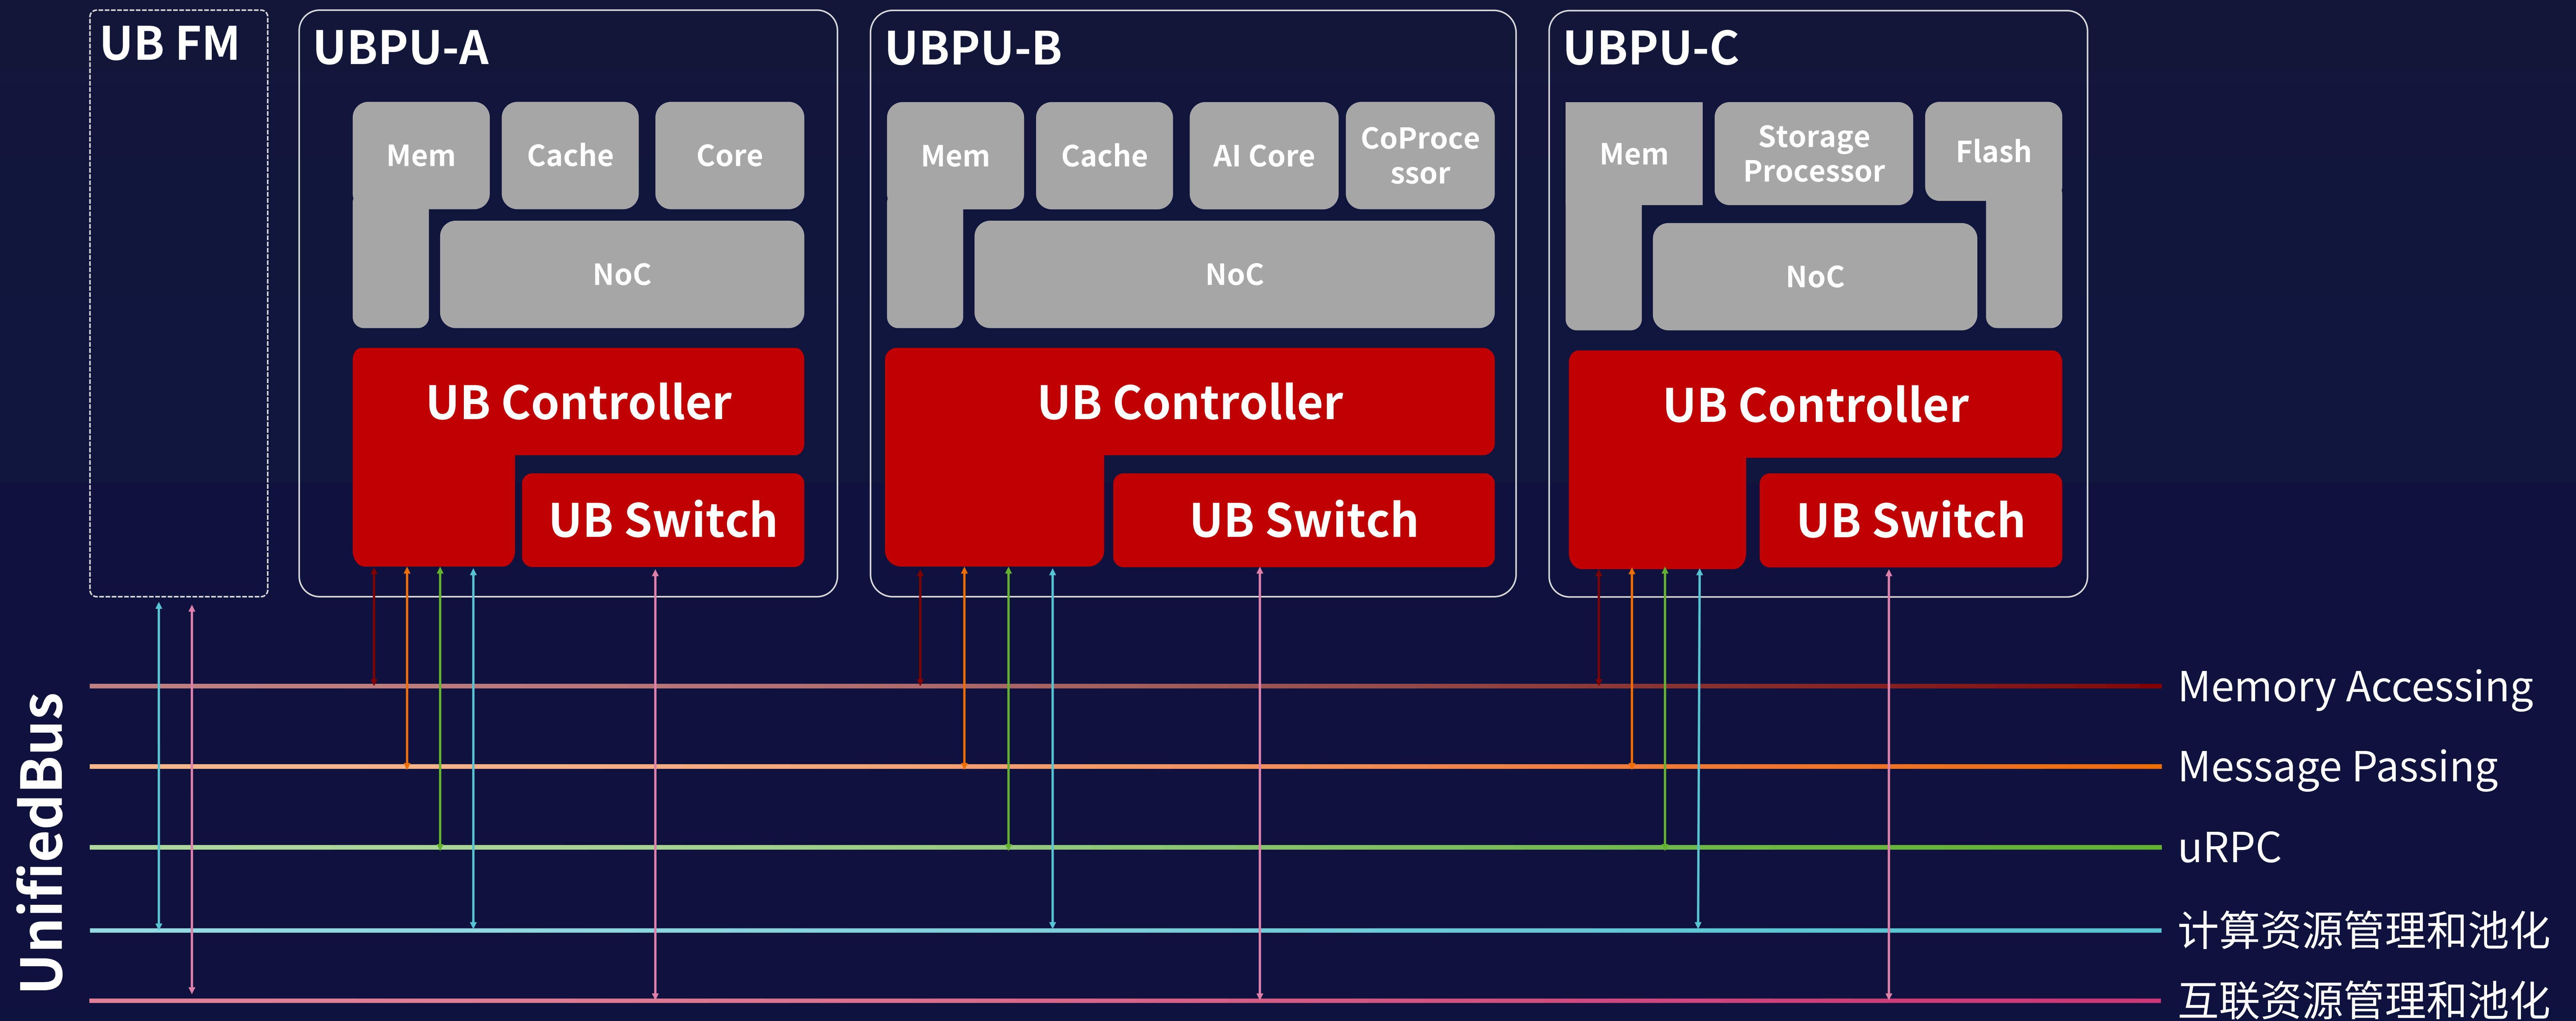 UB FM
UBPU-A
Mem
Cache
Core
NoC
UB Controller
UB Switch
UBPU-B
Mem
Cache
AI Core
CoProce
ssor
NoC
UB Controller
UB Switch
UBPU-C
Mem
Storage
Processor
Flash
NoC
UB Controller
UB Switch
UnifiedBus
Memory Accessing
Message Passing
uRPC
计算资源管理和池化
互联资源管理和池化